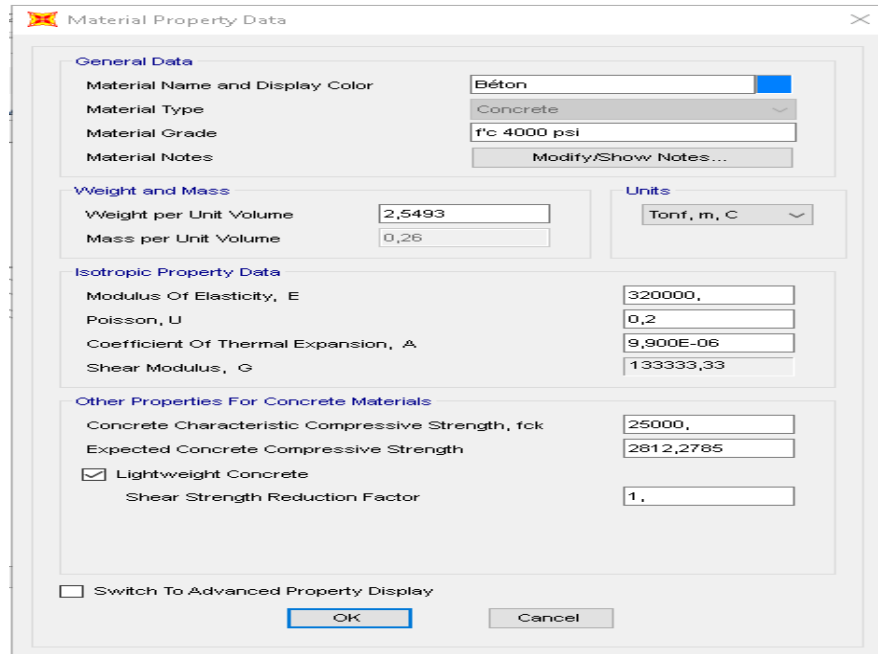 Material Property Data
General Data
Material Name and Display Color Béton
Material Type Concrete
Material Grade f'c 4000 psi
Material Notes Modify/Show Notes...
Weight and Mass Units
Weight per Unit Volume 2,5493 Tonf, m, C
Mass per Unit Volume 0,26
Isotropic Property Data
Modulus Of Elasticity, E 320000,
Poisson, U 0,2
Coefficient Of Thermal Expansion, A 9,900E-06
Shear Modulus, G 133333,33
Other Properties For Concrete Materials
Concrete Characteristic Compressive Strength, fck 25000,
Expected Concrete Compressive Strength 2812,2785
Lightweight Concrete
Shear Strength Reduction Factor 1,
Switch To Advanced Property Display
OK Cancel